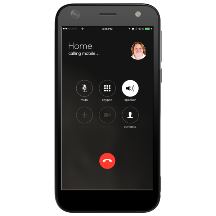 Home
calling mobile...
mute
keypad
speaker
contacts